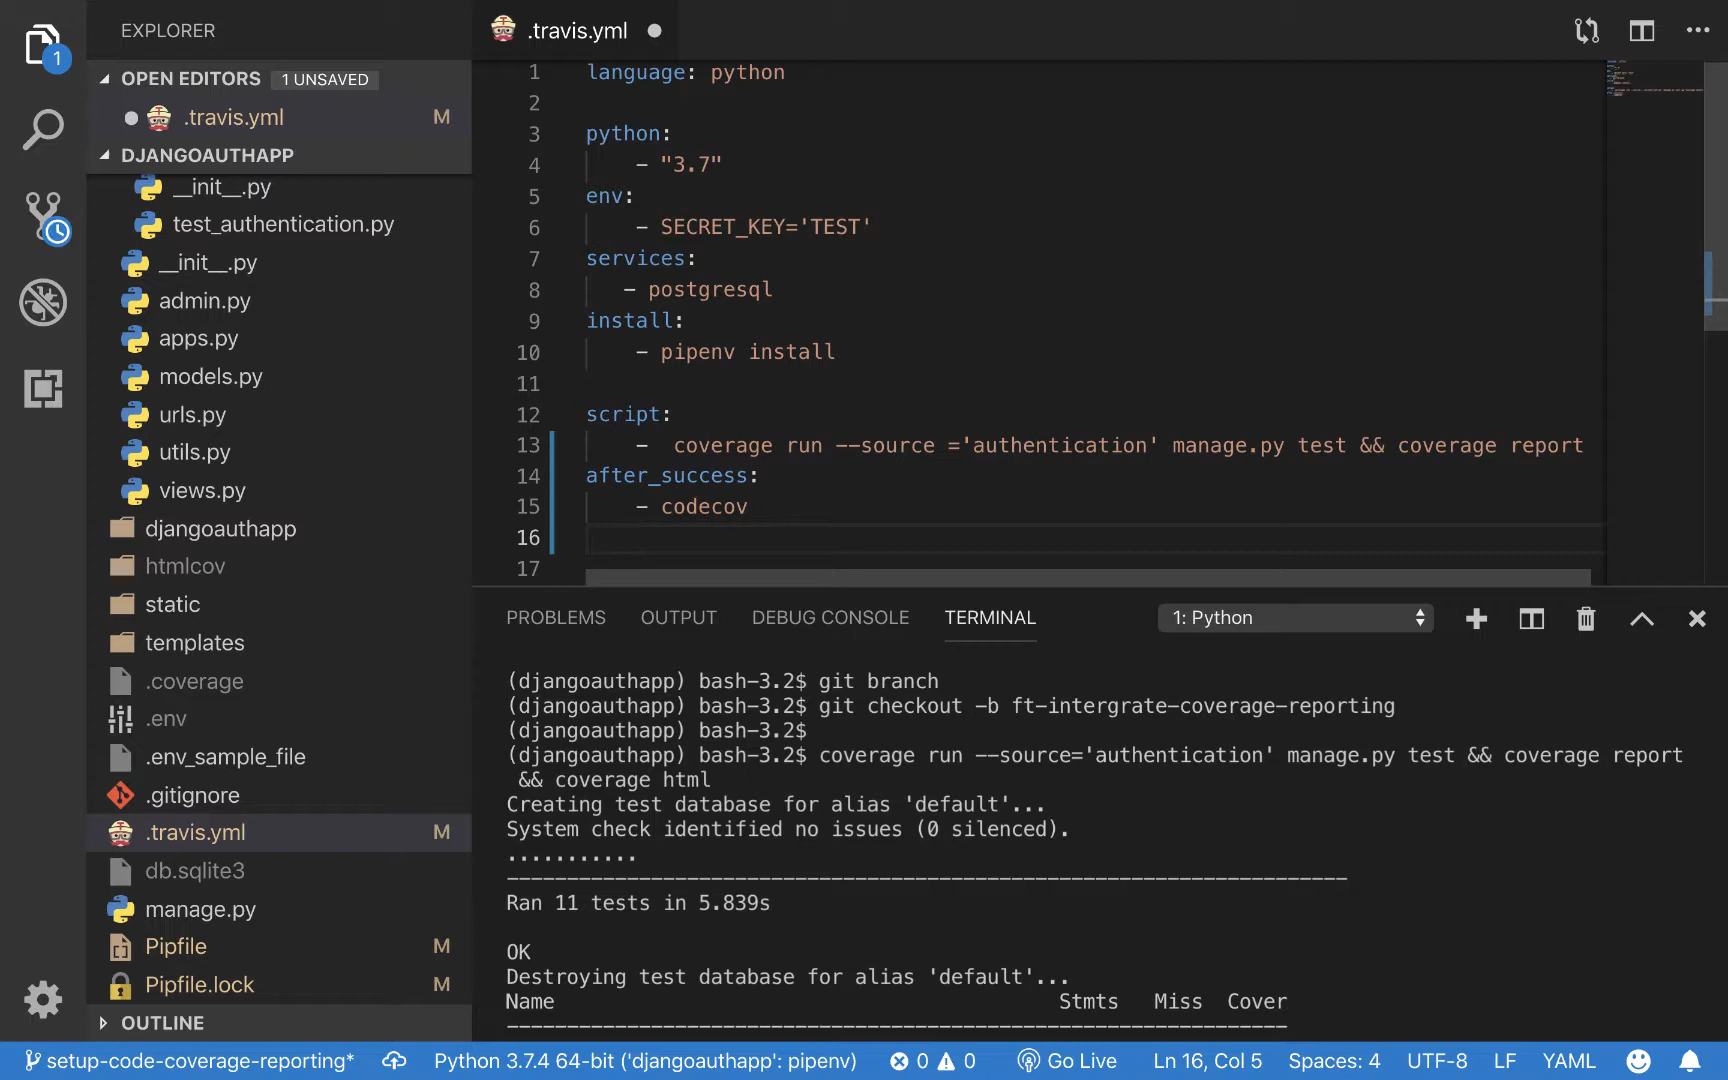 EXPLORER
1
OPEN EDITORS 1 UNSAVED
.travis.yml M
DJANGOAUTHAPP
__init__.py
test_authentication.py
__init__.py
admin.py
apps.py
models.py
urls.py
utils.py
views.py
djangoauthapp
htmlcov
static
templates
.coverage
.env
.env_sample_file
.gitignore
.travis.yml M
db.sqlite3
manage.py
Pipfile M
Pipfile.lock M
OUTLINE
.travis.yml
1 language: python
2
3 python:
4 - "3.7"
5 env:
6 - SECRET_KEY='TEST'
7 services:
8 - postgresql
9 install:
10 - pipenv install
11
12 script:
13 - coverage run --source ='authentication' manage.py test && coverage report
14 after_success:
15 - codecov
16
17
PROBLEMS OUTPUT DEBUG CONSOLE TERMINAL 1: Python
(djangoauthapp) bash-3.2$ git branch
(djangoauthapp) bash-3.2$ git checkout -b ft-intergrate-coverage-reporting
(djangoauthapp) bash-3.2$
(djangoauthapp) bash-3.2$ coverage run --source='authentication' manage.py test && coverage report
&& coverage html
Creating test database for alias 'default'...
System check identified no issues (0 silenced).
...........
----------------------------------------------------------------------
Ran 11 tests in 5.839s
OK
Destroying test database for alias 'default'...
Name Stmts Miss Cover
-----------------------------------------------------------------
setup-code-coverage-reporting* Python 3.7.4 64-bit ('djangoauthapp': pipenv) 0 0 Go Live Ln 16, Col 5 Spaces: 4 UTF-8 LF YAML